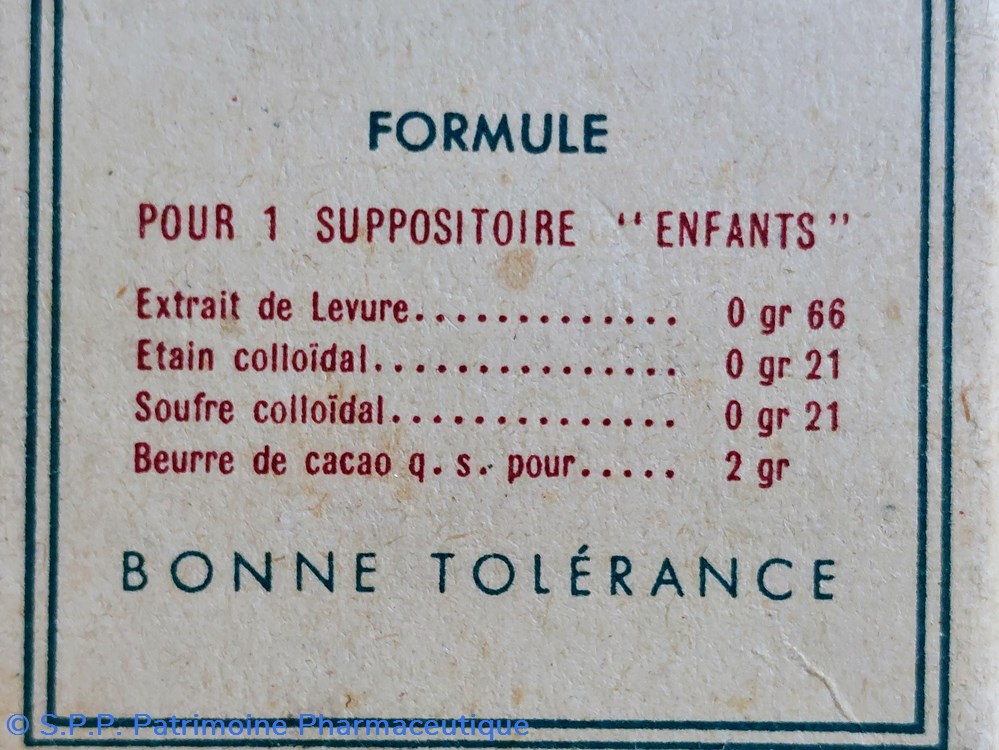 FORMULE
POUR 1 SUPPOSITOIRE "ENFANTS"
Extrait de Levure.............. 0 gr 66
Etain colloïdal................ 0 gr 21
Soufre colloïdal............... 0 gr 21
Beurre de cacao q. s. pour..... 2 gr
BONNE TOLÉRANCE
© S.P.P. Patrimoine Pharmaceutique